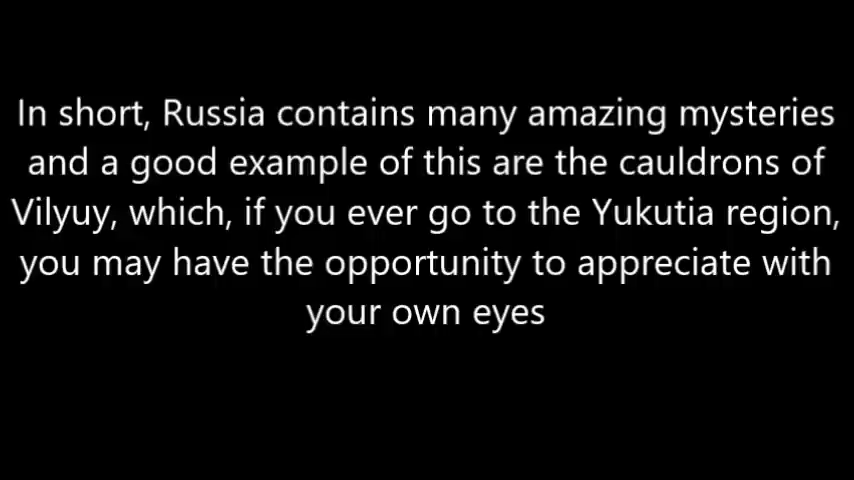 In short, Russia contains many amazing mysteries
and a good example of this are the cauldrons of
Vilyuy, which, if you ever go to the Yukutia region,
you may have the opportunity to appreciate with
your own eyes